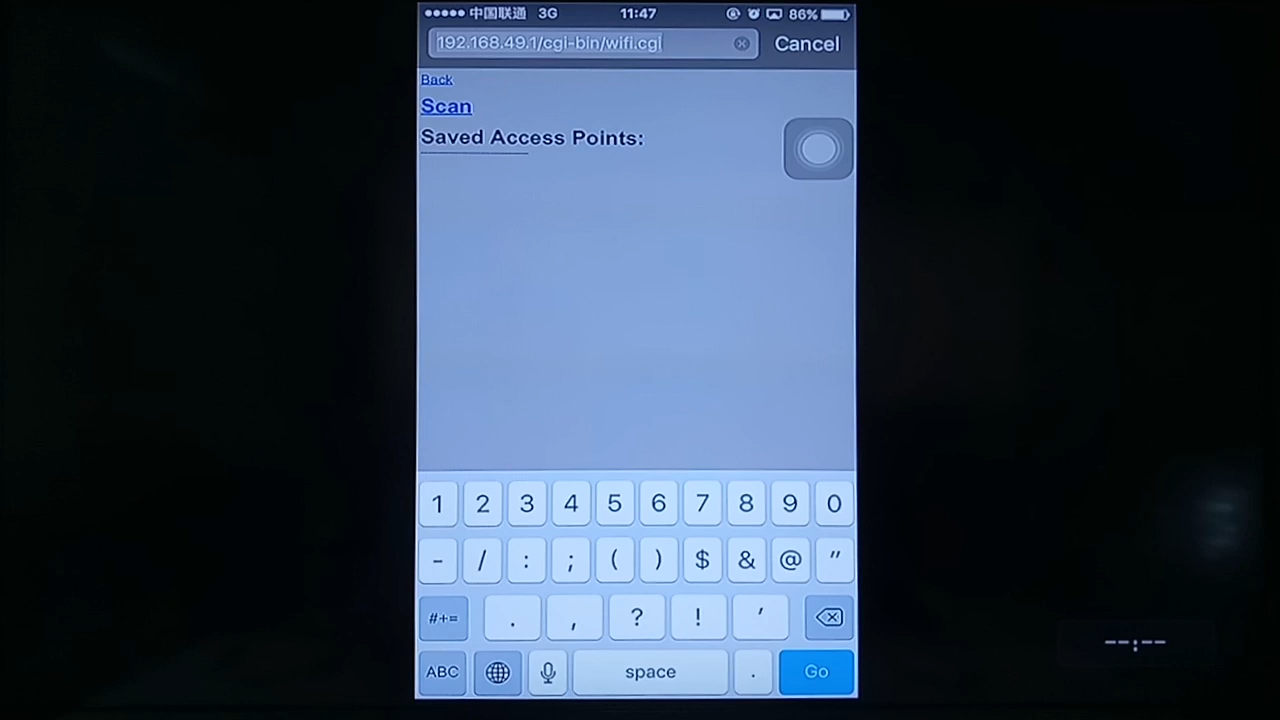 中国联通 3G 11:47 86%
192.168.49.1/cgi-bin/wifi.cgi Cancel
Back
Scan
Saved Access Points:
1 2 3 4 5 6 7 8 9 0
- / : ; ( ) $ & @ "
#+= . , ? ! '
ABC space . Go
--:--